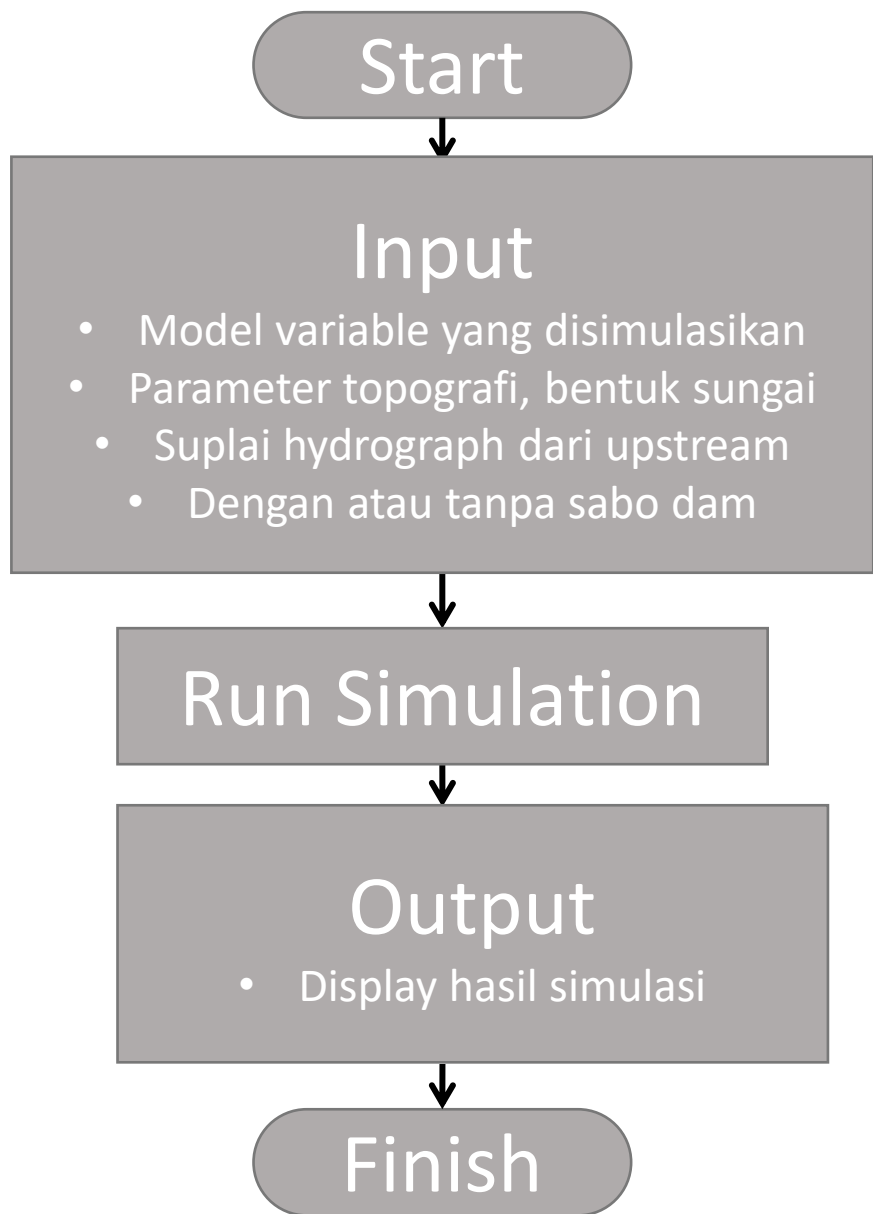 Start
Input
• Model variable yang disimulasikan
• Parameter topografi, bentuk sungai
• Suplai hydrograph dari upstream
• Dengan atau tanpa sabo dam
Run Simulation
Output
• Display hasil simulasi
Finish